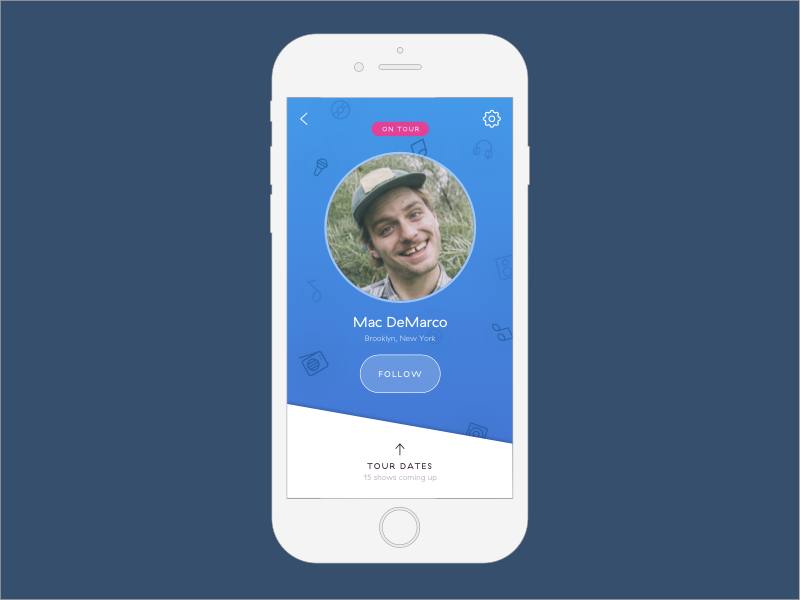 ON TOUR
Mac DeMarco
Brooklyn, New York
FOLLOW
TOUR DATES
15 shows coming up